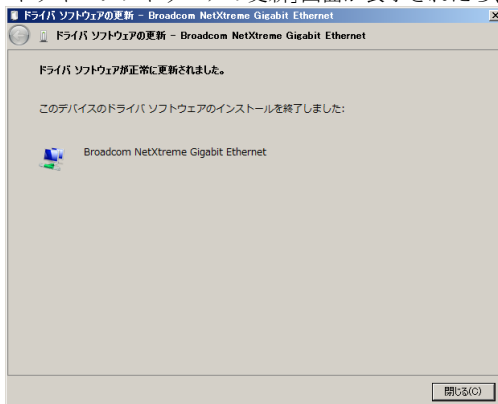 ドライバ ソフトウェアの更新 - Broadcom NetXtreme Gigabit Ethernet
ドライバ ソフトウェアの更新 - Broadcom NetXtreme Gigabit Ethernet
ドライバ ソフトウェアが正常に更新されました。
このデバイスのドライバ ソフトウェアのインストールを終了しました:
Broadcom NetXtreme Gigabit Ethernet
閉じる(C)